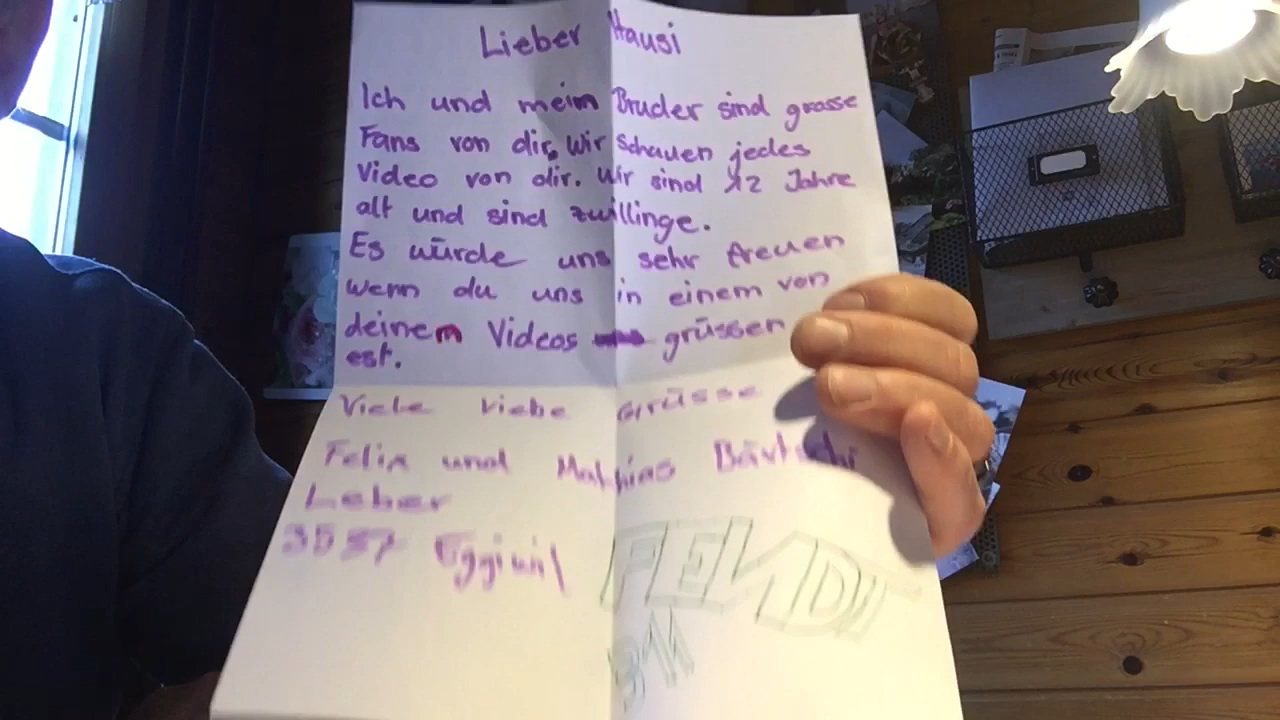 Lieber Hausi
Ich und mein Bruder sind grosse
Fans von dir, Wir schauen jedes
Video von dir. Wir sind 12 Jahre
alt und sind zwillinge.
Es würde uns sehr freuen
wenn du uns in einem von
deinem Videos grüssen
est.
Viele liebe Grüsse
Felix und Mathias Bärtschi
Leber
3537 Eggiwil
FENDT